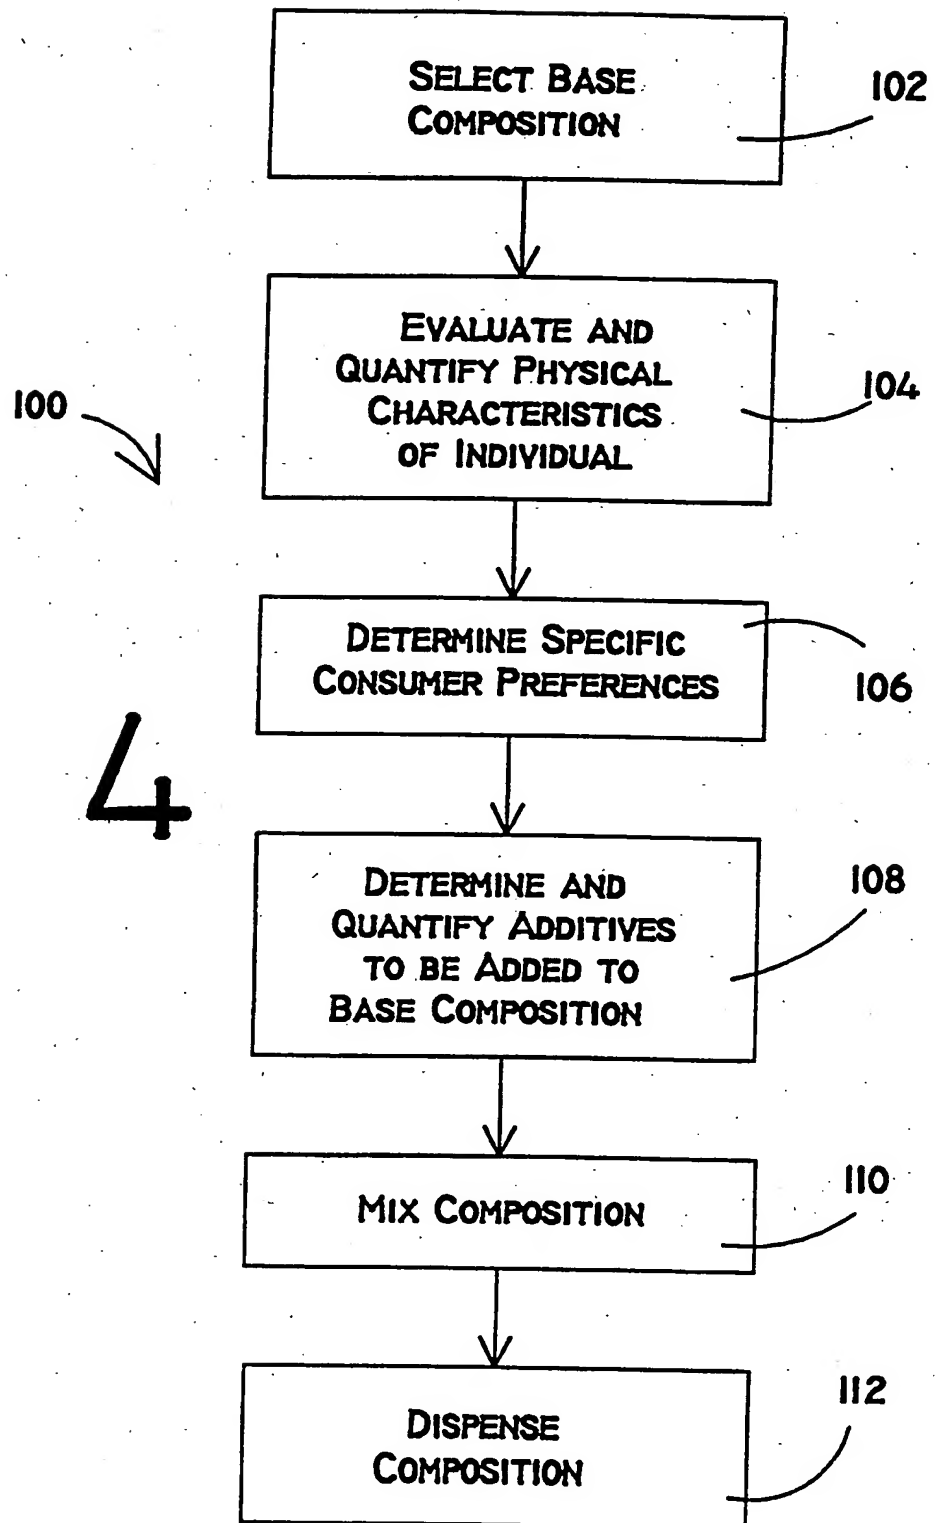 SELECT BASE
COMPOSITION
102
EVALUATE AND
QUANTIFY PHYSICAL
CHARACTERISTICS
OF INDIVIDUAL
104
100
DETERMINE SPECIFIC
CONSUMER PREFERENCES
106
4
DETERMINE AND
QUANTIFY ADDITIVES
TO BE ADDED TO
BASE COMPOSITION
108
MIX COMPOSITION
110
DISPENSE
COMPOSITION
112